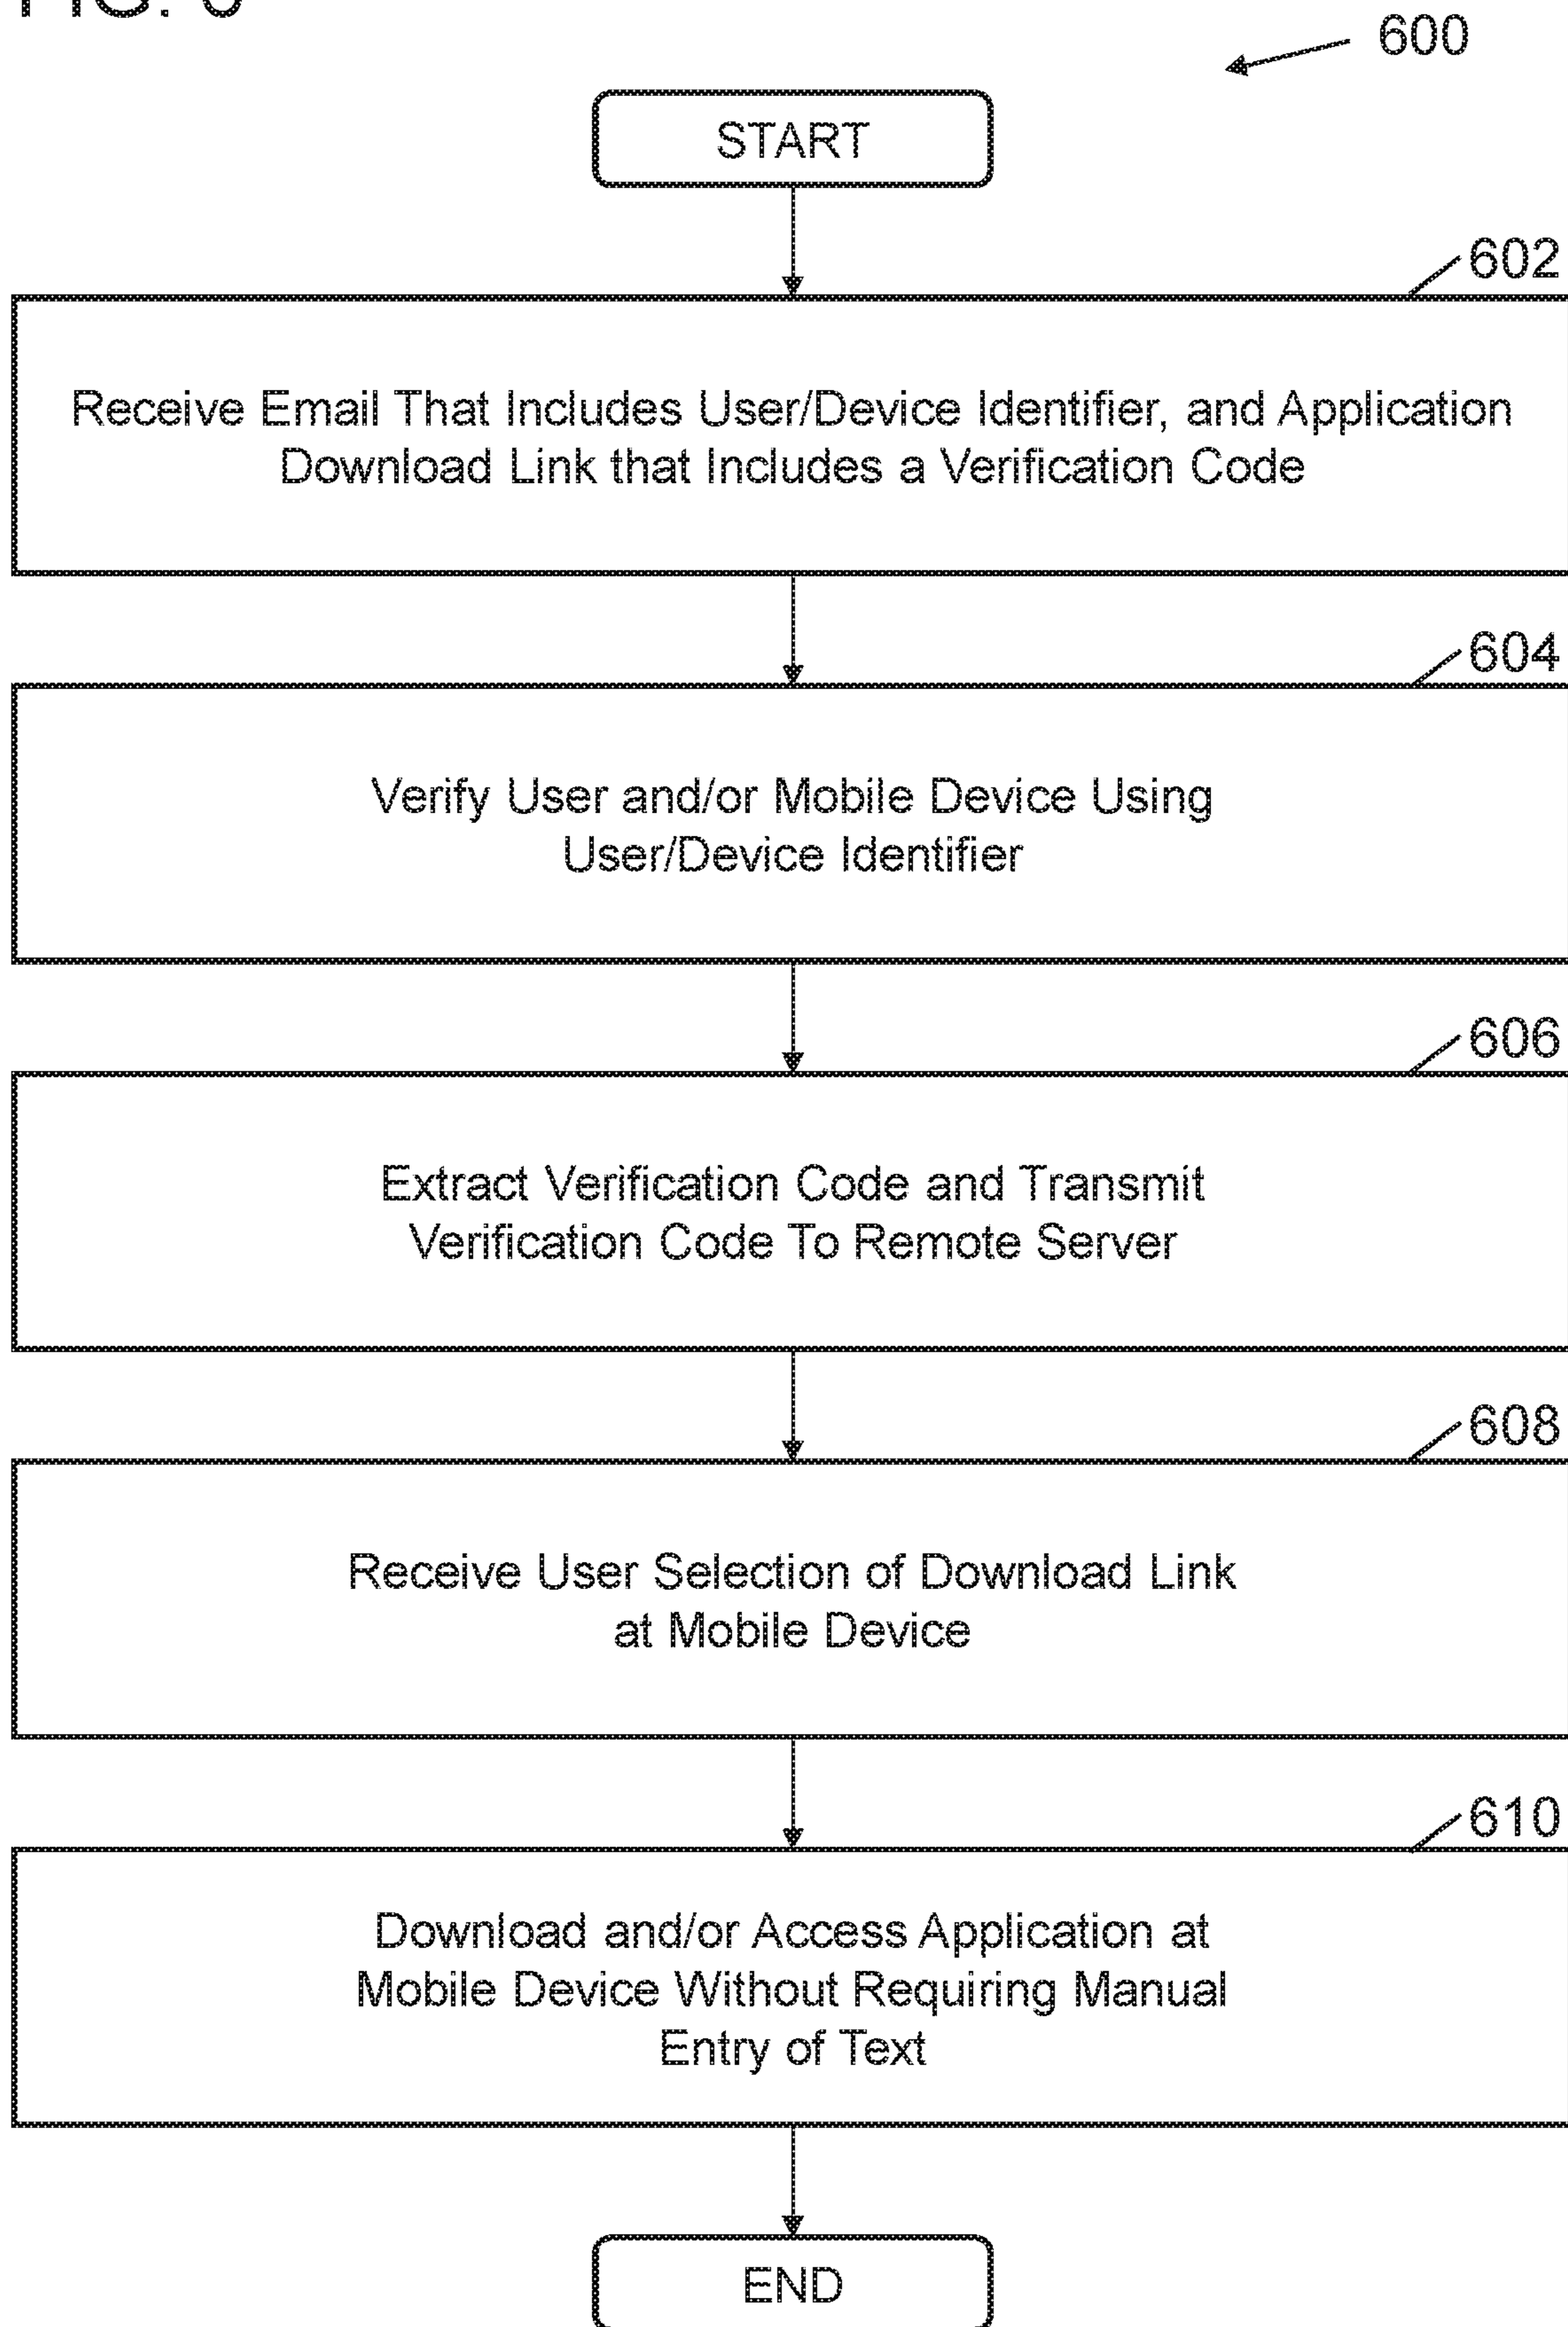 FIG. 6
600
START
602
Receive Email That Includes User/Device Identifier, and Application
Download Link that Includes a Verification Code
604
Verify User and/or Mobile Device Using
User/Device Identifier
606
Extract Verification Code and Transmit
Verification Code To Remote Server
608
Receive User Selection of Download Link
at Mobile Device
610
Download and/or Access Application at
Mobile Device Without Requiring Manual
Entry of Text
END